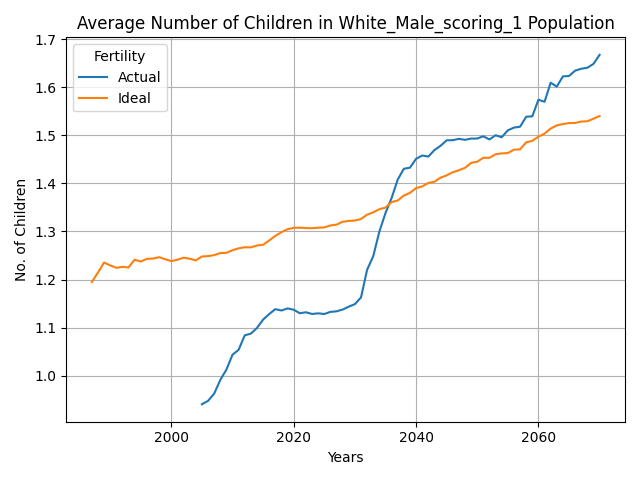 Average Number of Children in White_Male_scoring_1 Population
Fertility
Actual
Ideal
No. of Children
1.7
1.6
1.5
1.4
1.3
1.2
1.1
1.0
2000
2020
2040
2060
Years